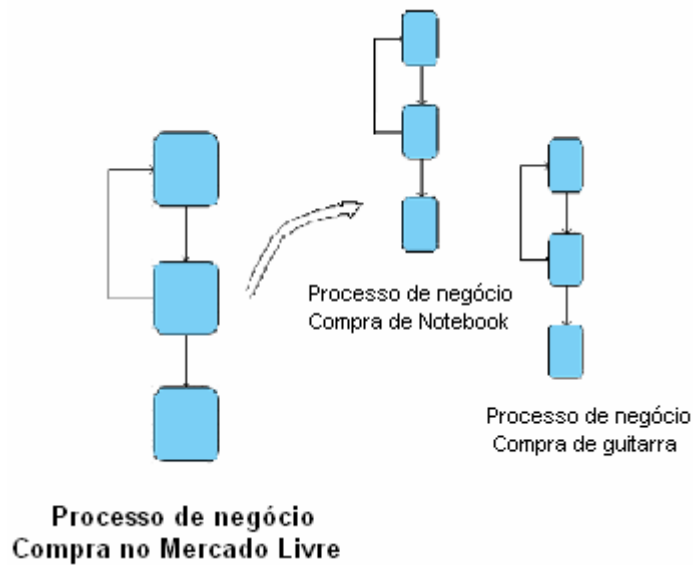 Processo de negócio
Compra de Notebook
Processo de negócio
Compra de guitarra
Processo de negócio
Compra no Mercado Livre